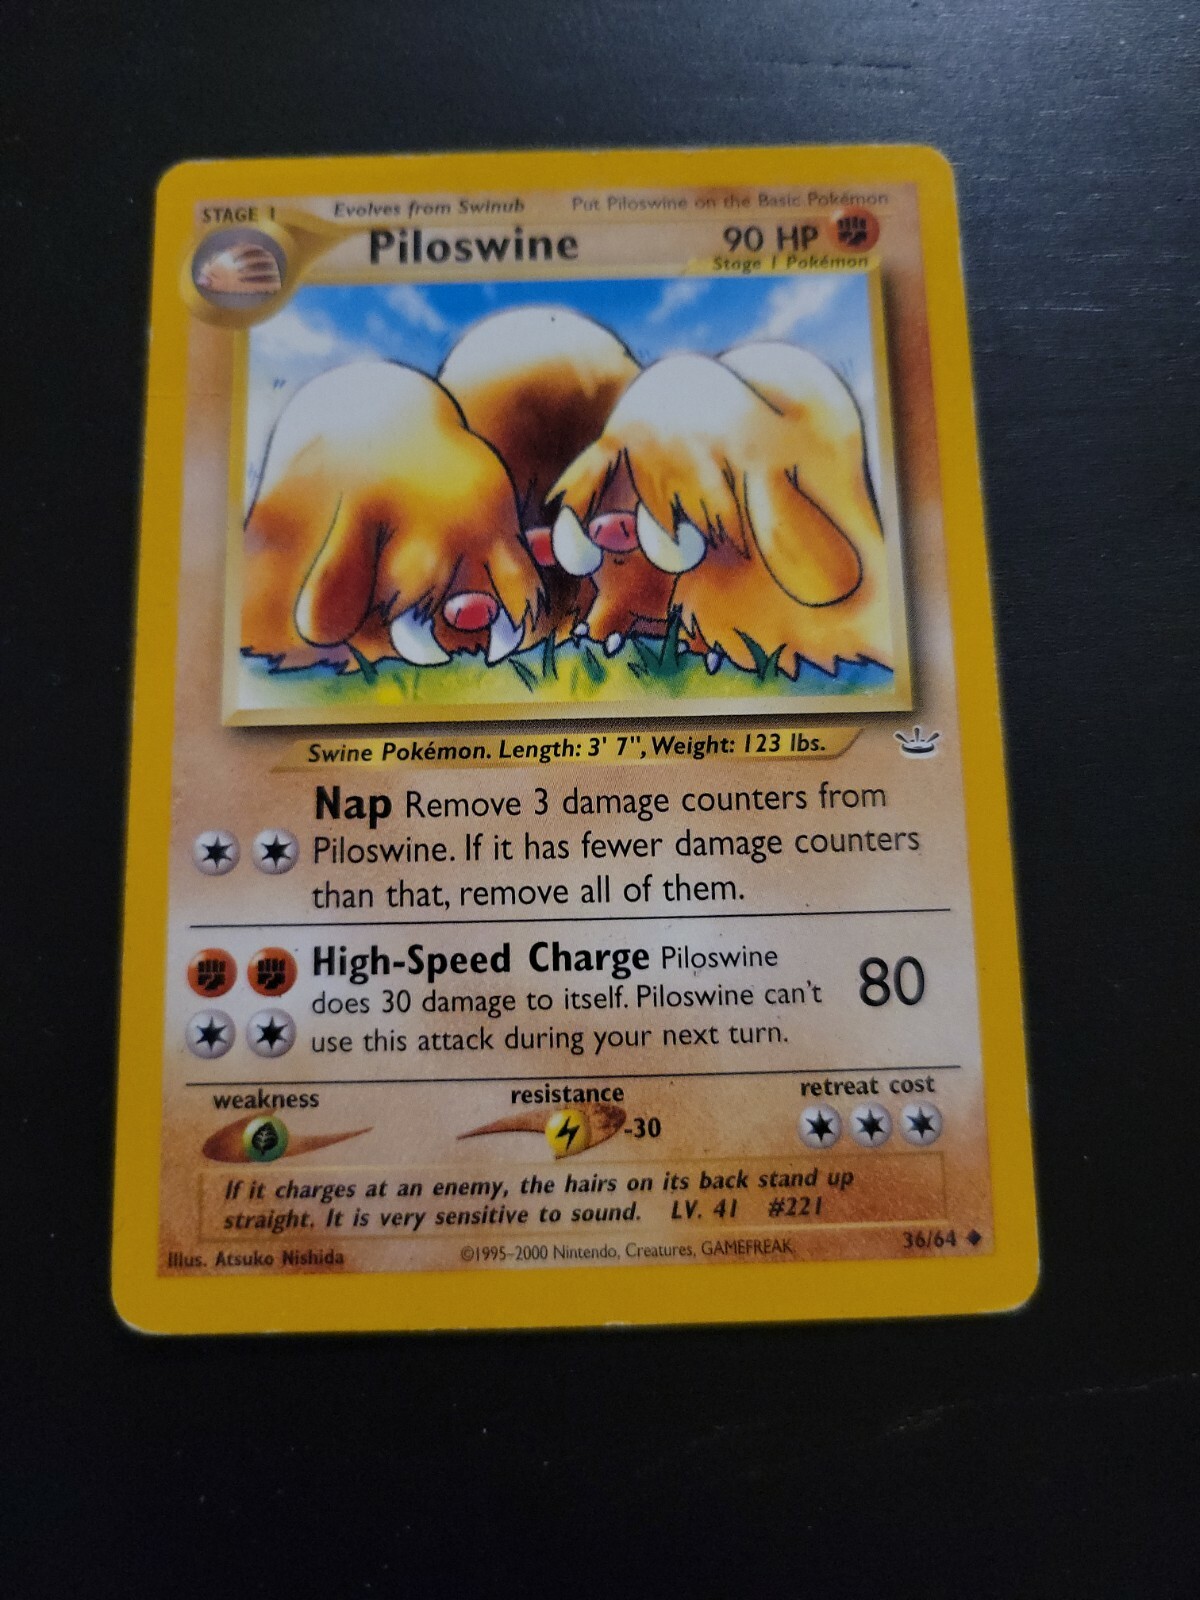 STAGE 1 Evolves from Swinub Put Piloswine on the Basic Pokémon
Piloswine 90 HP
Stage 1 Pokémon
Swine Pokémon. Length: 3' 7", Weight: 123 lbs.
Nap Remove 3 damage counters from
Piloswine. If it has fewer damage counters
than that, remove all of them.
High-Speed Charge Piloswine
does 30 damage to itself. Piloswine can't
use this attack during your next turn.
80
weakness resistance retreat cost
-30
If it charges at an enemy, the hairs on its back stand up
straight. It is very sensitive to sound. LV. 41 #221
Illus. Atsuko Nishida ©1995-2000 Nintendo, Creatures, GAMEFREAK. 36/64